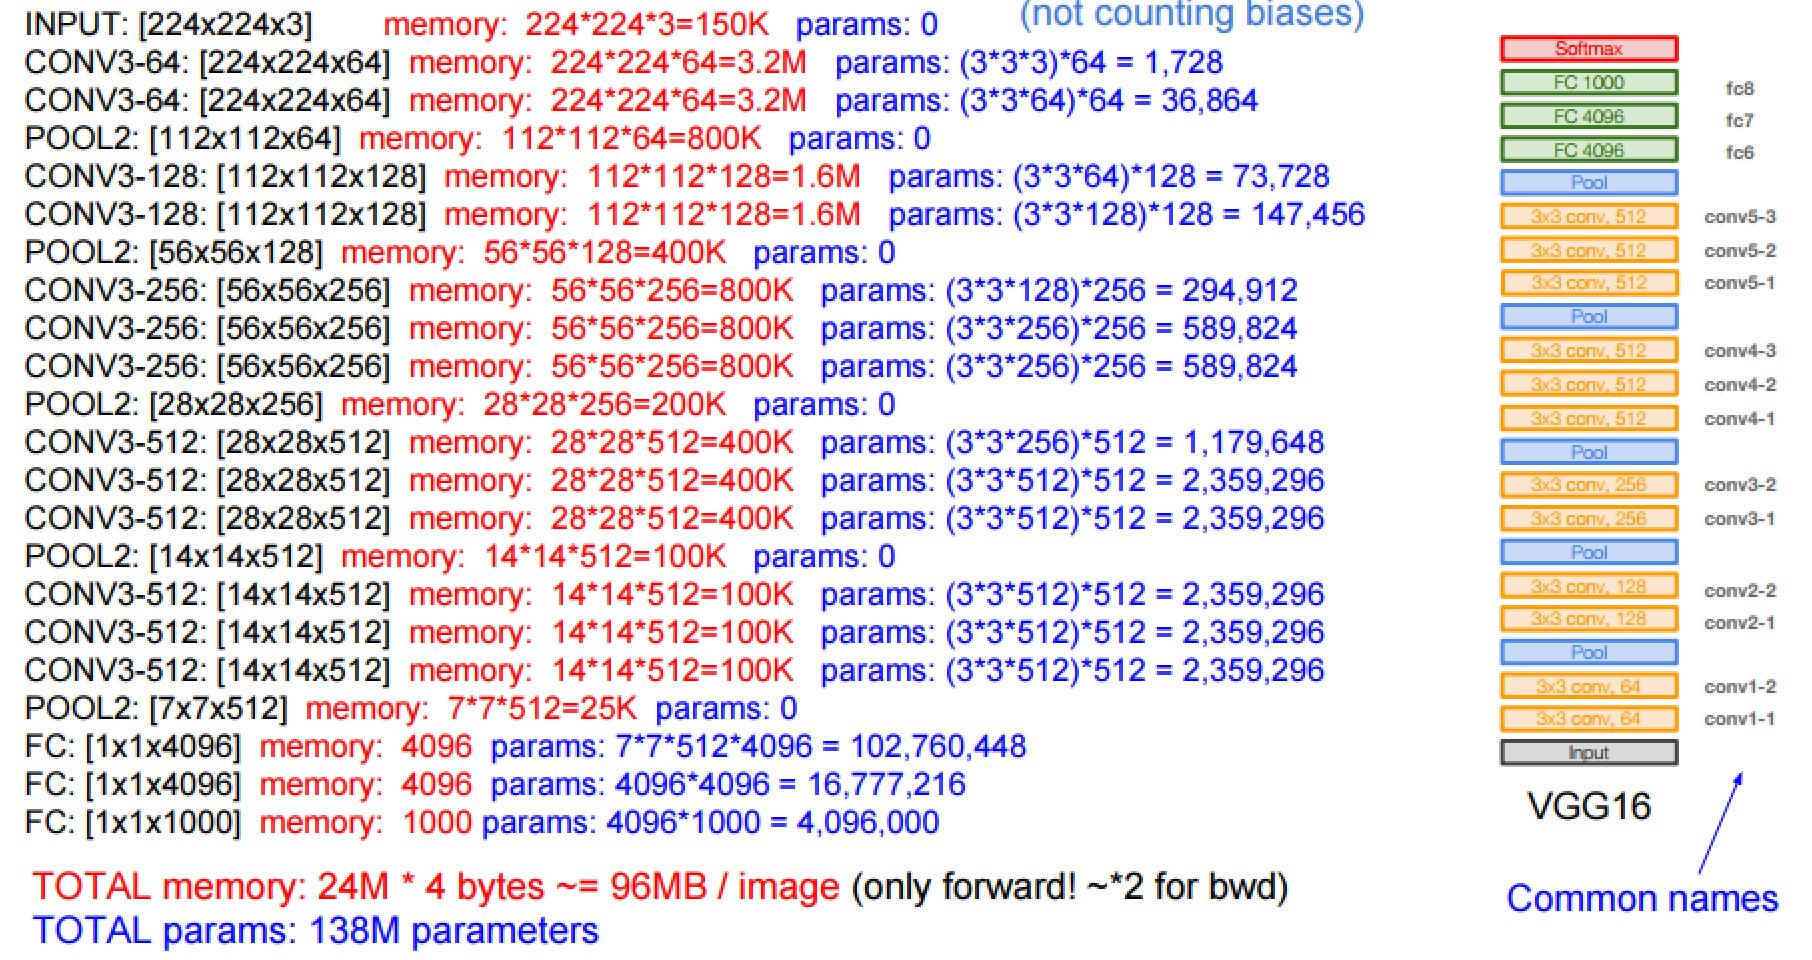 (not counting biases)
INPUT: [224x224x3] memory: 224*224*3=150K params: 0
CONV3-64: [224x224x64] memory: 224*224*64=3.2M params: (3*3*3)*64 = 1,728
CONV3-64: [224x224x64] memory: 224*224*64=3.2M params: (3*3*64)*64 = 36,864
POOL2: [112x112x64] memory: 112*112*64=800K params: 0
CONV3-128: [112x112x128] memory: 112*112*128=1.6M params: (3*3*64)*128 = 73,728
CONV3-128: [112x112x128] memory: 112*112*128=1.6M params: (3*3*128)*128 = 147,456
POOL2: [56x56x128] memory: 56*56*128=400K params: 0
CONV3-256: [56x56x256] memory: 56*56*256=800K params: (3*3*128)*256 = 294,912
CONV3-256: [56x56x256] memory: 56*56*256=800K params: (3*3*256)*256 = 589,824
CONV3-256: [56x56x256] memory: 56*56*256=800K params: (3*3*256)*256 = 589,824
POOL2: [28x28x256] memory: 28*28*256=200K params: 0
CONV3-512: [28x28x512] memory: 28*28*512=400K params: (3*3*256)*512 = 1,179,648
CONV3-512: [28x28x512] memory: 28*28*512=400K params: (3*3*512)*512 = 2,359,296
CONV3-512: [28x28x512] memory: 28*28*512=400K params: (3*3*512)*512 = 2,359,296
POOL2: [14x14x512] memory: 14*14*512=100K params: 0
CONV3-512: [14x14x512] memory: 14*14*512=100K params: (3*3*512)*512 = 2,359,296
CONV3-512: [14x14x512] memory: 14*14*512=100K params: (3*3*512)*512 = 2,359,296
CONV3-512: [14x14x512] memory: 14*14*512=100K params: (3*3*512)*512 = 2,359,296
POOL2: [7x7x512] memory: 7*7*512=25K params: 0
FC: [1x1x4096] memory: 4096 params: 7*7*512*4096 = 102,760,448
FC: [1x1x4096] memory: 4096 params: 4096*4096 = 16,777,216
FC: [1x1x1000] memory: 1000 params: 4096*1000 = 4,096,000
TOTAL memory: 24M * 4 bytes ~= 96MB / image (only forward! ~*2 for bwd)
TOTAL params: 138M parameters
Softmax
FC 1000 fc8
FC 4096 fc7
FC 4096 fc6
Pool
3x3 conv, 512 conv5-3
3x3 conv, 512 conv5-2
3x3 conv, 512 conv5-1
Pool
3x3 conv, 512 conv4-3
3x3 conv, 512 conv4-2
3x3 conv, 512 conv4-1
Pool
3x3 conv, 256 conv3-2
3x3 conv, 256 conv3-1
Pool
3x3 conv, 128 conv2-2
3x3 conv, 128 conv2-1
Pool
3x3 conv, 64 conv1-2
3x3 conv, 64 conv1-1
Input
VGG16
Common names